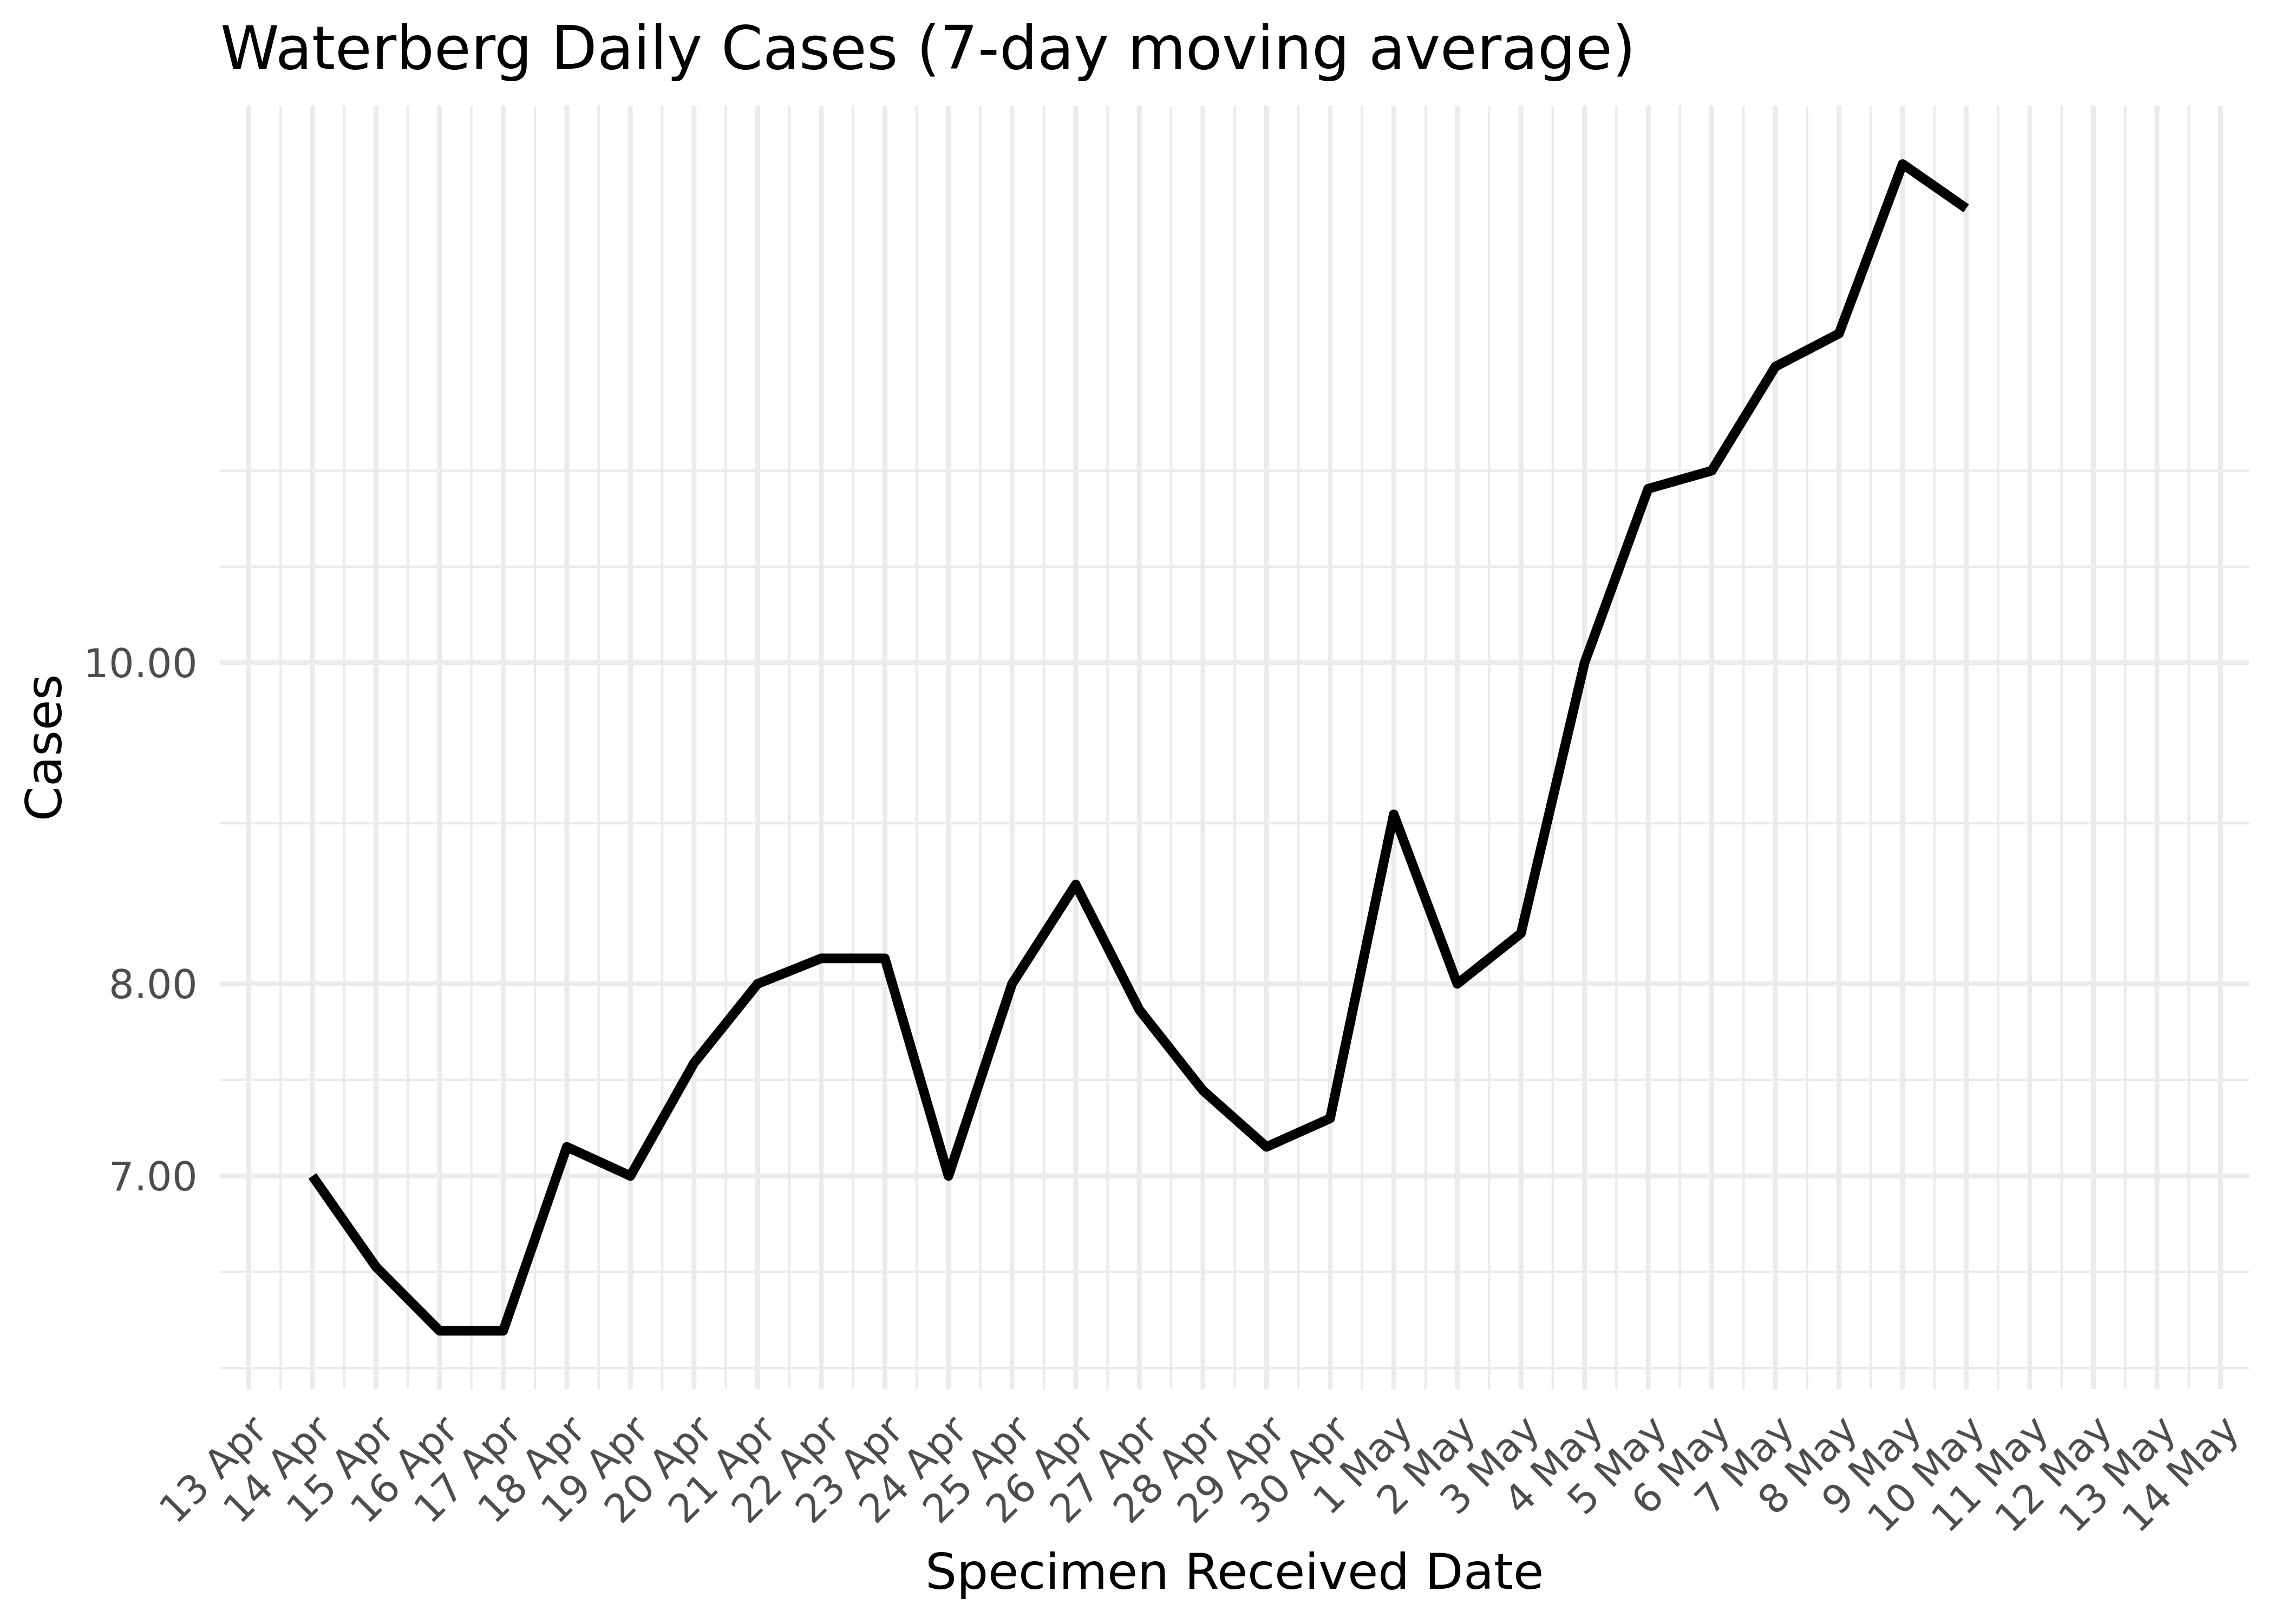 Waterberg Daily Cases (7-day moving average)
Cases
10.00
8.00
7.00
13 Apr
14 Apr
15 Apr
16 Apr
17 Apr
18 Apr
19 Apr
20 Apr
21 Apr
22 Apr
23 Apr
24 Apr
25 Apr
26 Apr
27 Apr
28 Apr
29 Apr
30 Apr
1 May
2 May
3 May
4 May
5 May
6 May
7 May
8 May
9 May
10 May
11 May
12 May
13 May
14 May
Specimen Received Date